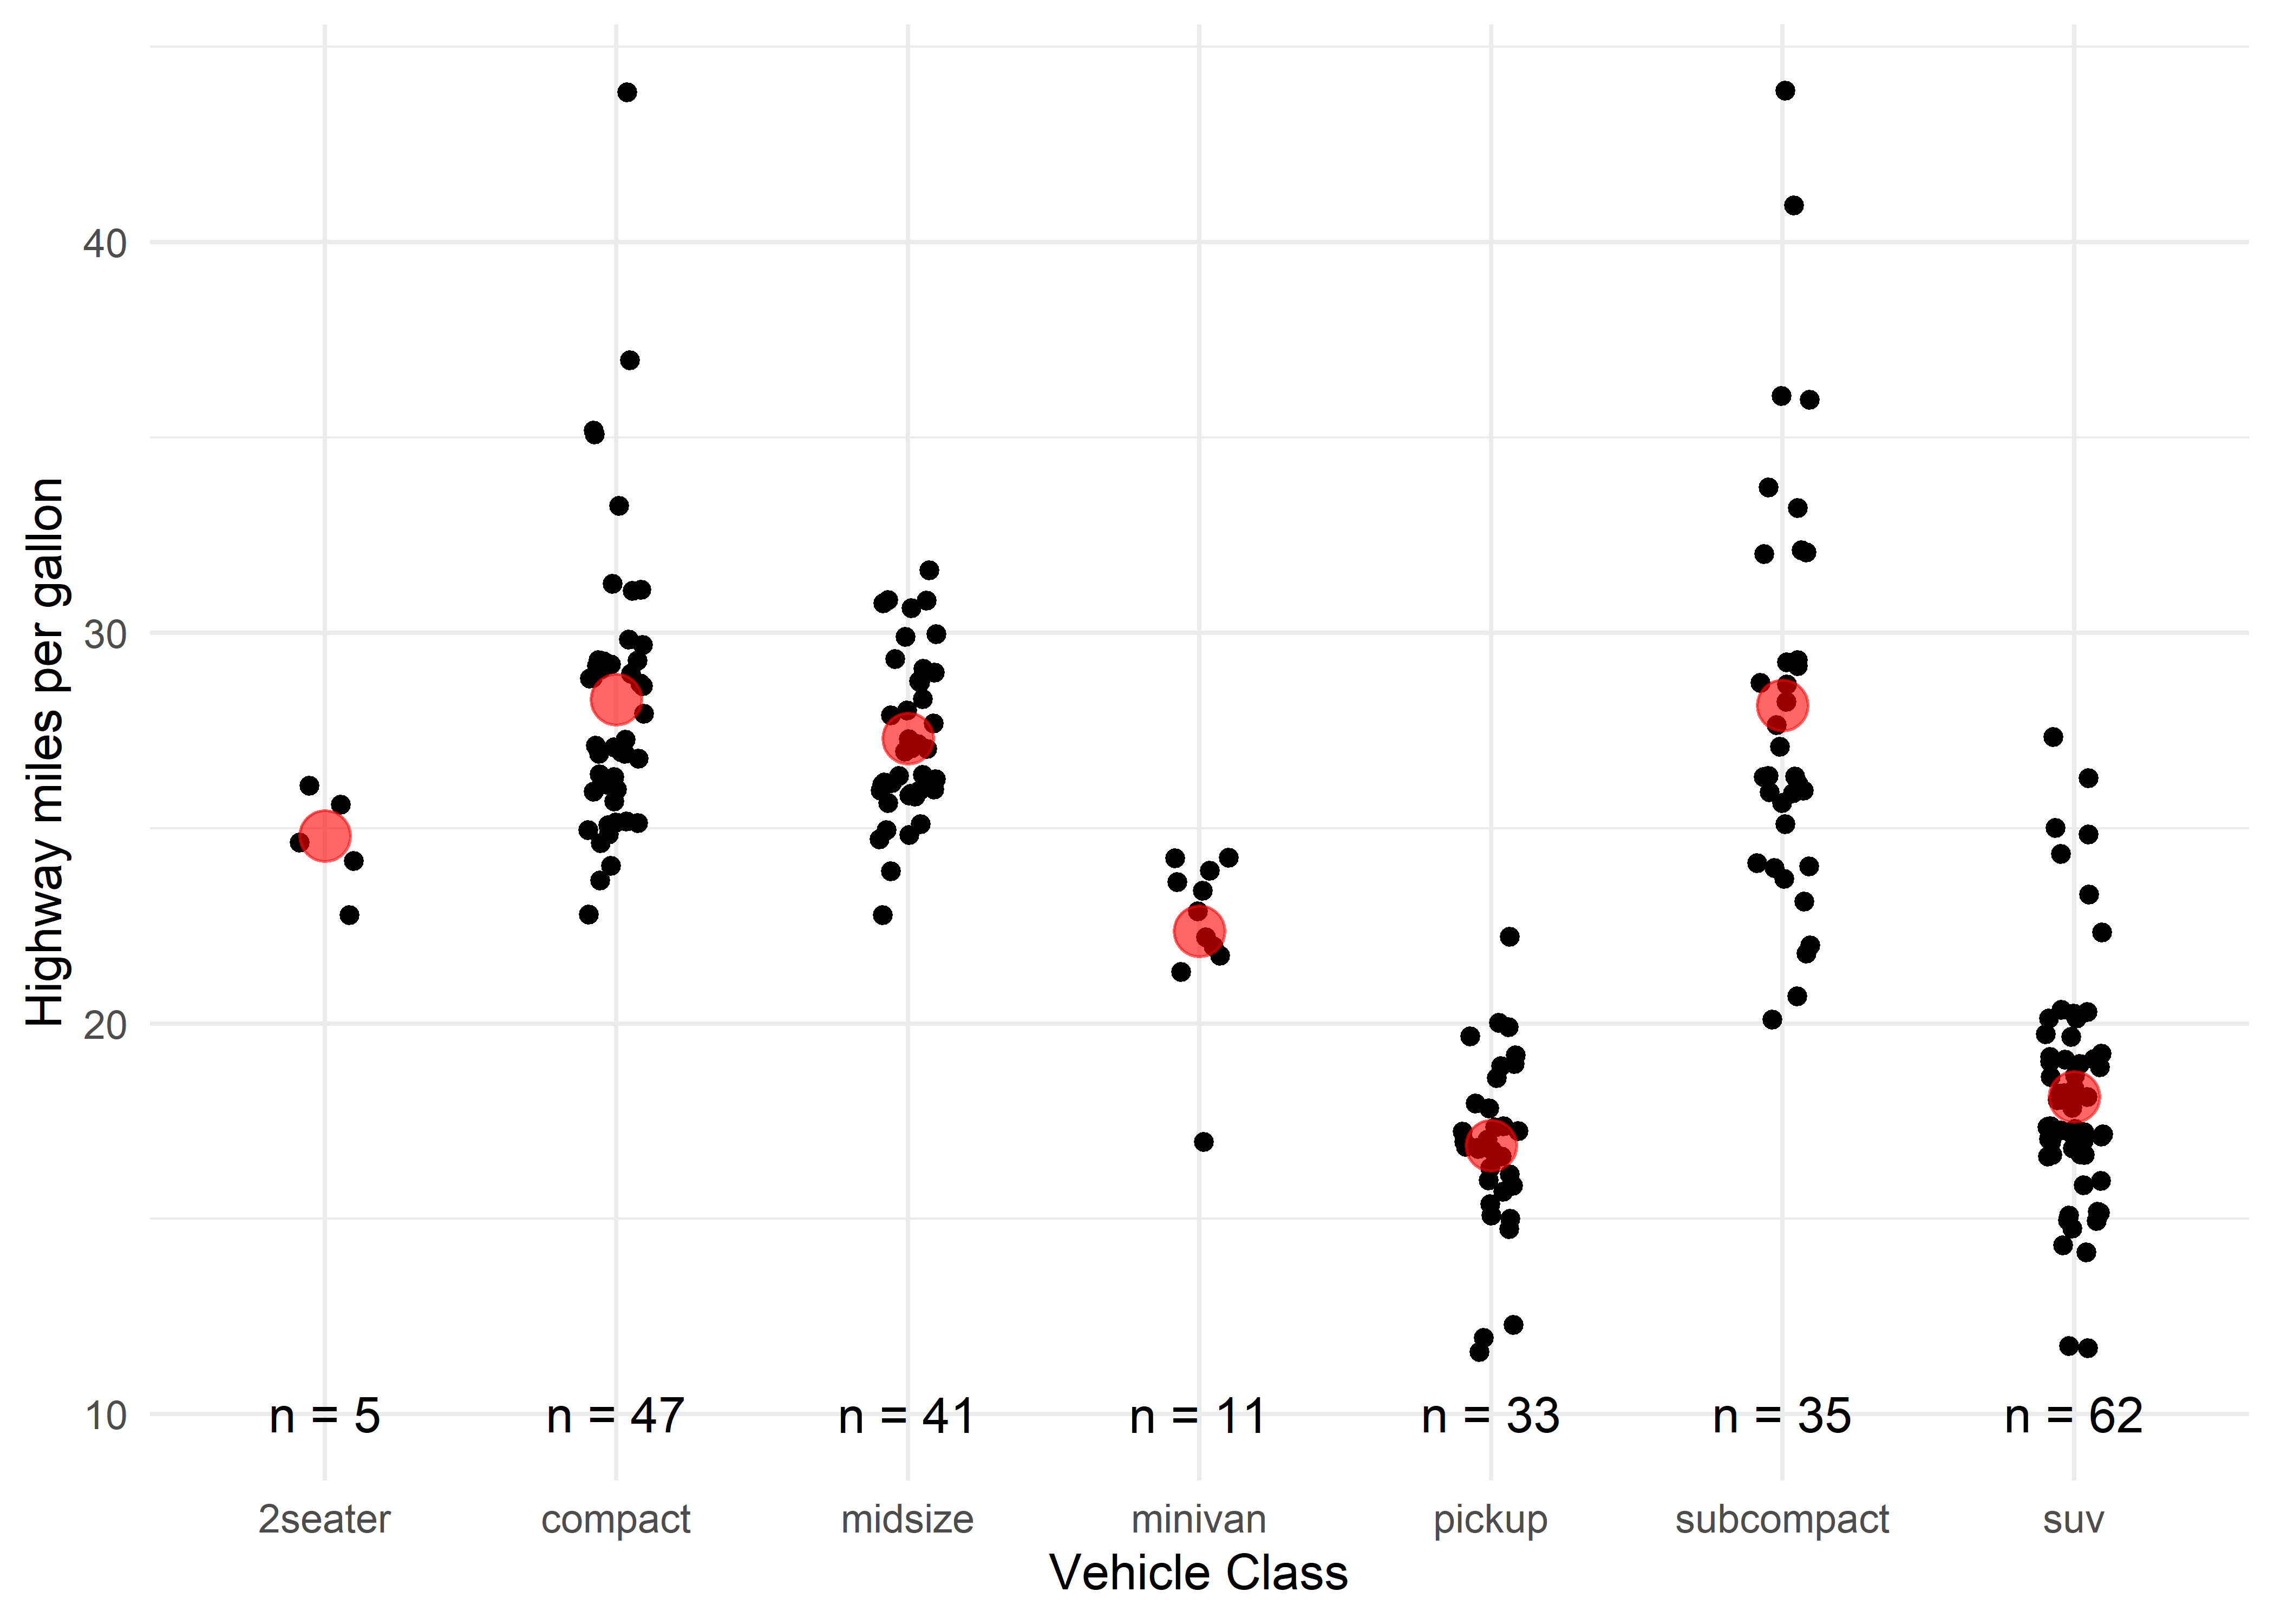 Highway miles per gallon
40
30
20
10
n = 5 n = 47 n = 41 n = 11 n = 33 n = 35 n = 62
2seater compact midsize minivan pickup subcompact suv
Vehicle Class